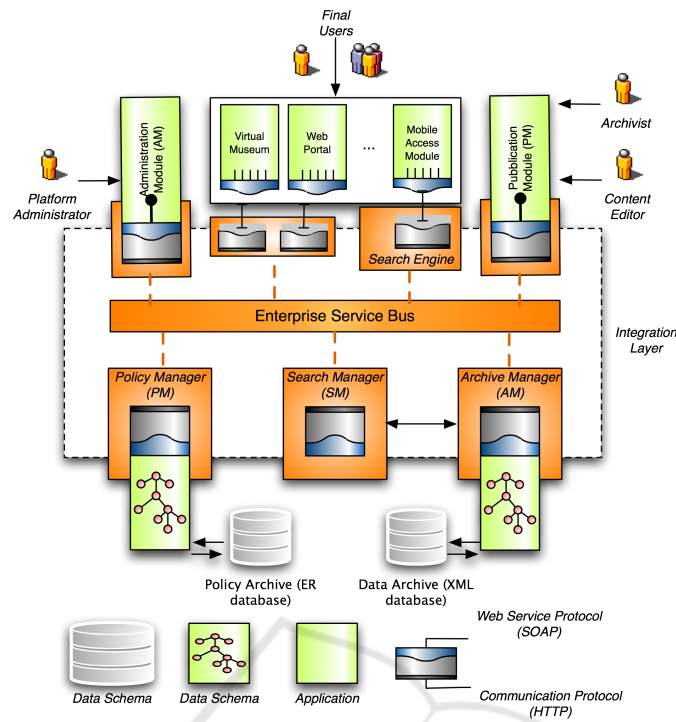 Final
Users
Administration
Module (AM)
Virtual
Museum
Web
Portal
...
Mobile
Access
Module
Pubblication
Module (PM)
Archivist
Platform
Administrator
Content
Editor
Search Engine
Enterprise Service Bus
Integration
Layer
Policy Manager
(PM)
Search Manager
(SM)
Archive Manager
(AM)
Policy Archive (ER
database)
Data Archive (XML
database)
Web Service Protocol
(SOAP)
Data Schema
Data Schema
Application
Communication Protocol
(HTTP)